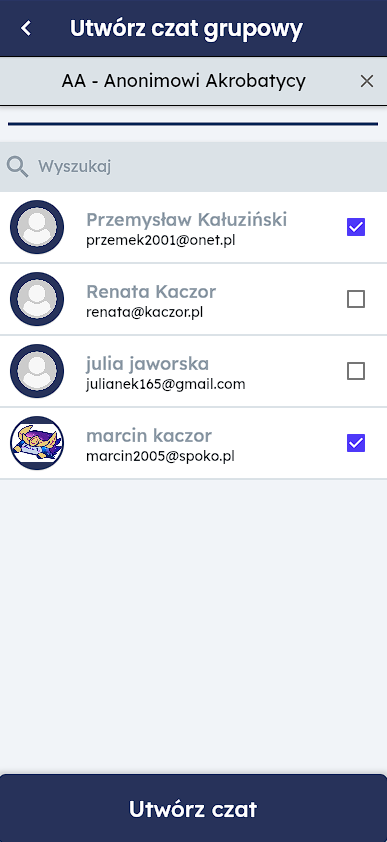 Utwórz czat grupowy
AA - Anonimowi Akrobatycy
Wyszukaj
Przemysław Kałuziński
przemek2001@onet.pl
Renata Kaczor
renata@kaczor.pl
julia jaworska
julianek165@gmail.com
marcin kaczor
marcin2005@spoko.pl
Utwórz czat